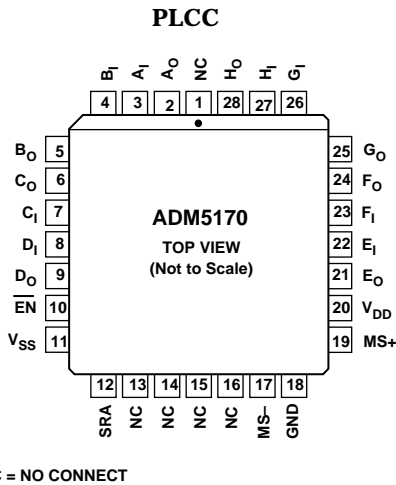 PLCC
B_I A_I A_O NC H_O H_I G_I
4 3 2 1 28 27 26
B_O 5
C_O 6
C_I 7
D_I 8
D_O 9
E̅N̅ 10
V_SS 11
ADM5170
TOP VIEW
(Not to Scale)
25 G_O
24 F_O
23 F_I
22 E_I
21 E_O
20 V_DD
19 MS+
12 13 14 15 16 17 18
SRA NC NC NC NC MS– GND
C = NO CONNECT